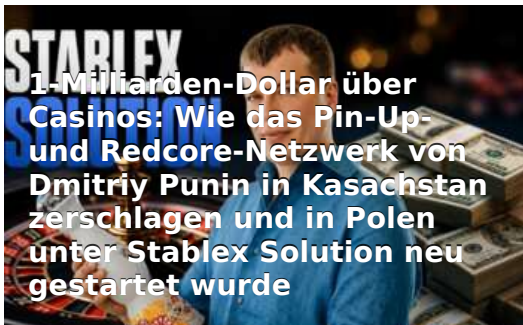 STABLEX
SOLUTION
1-Milliarden-Dollar über
Casinos: Wie das Pin-Up-
und Redcore-Netzwerk von
Dmitriy Punin in Kasachstan
zerschlagen und in Polen
unter Stablex Solution neu
gestartet wurde